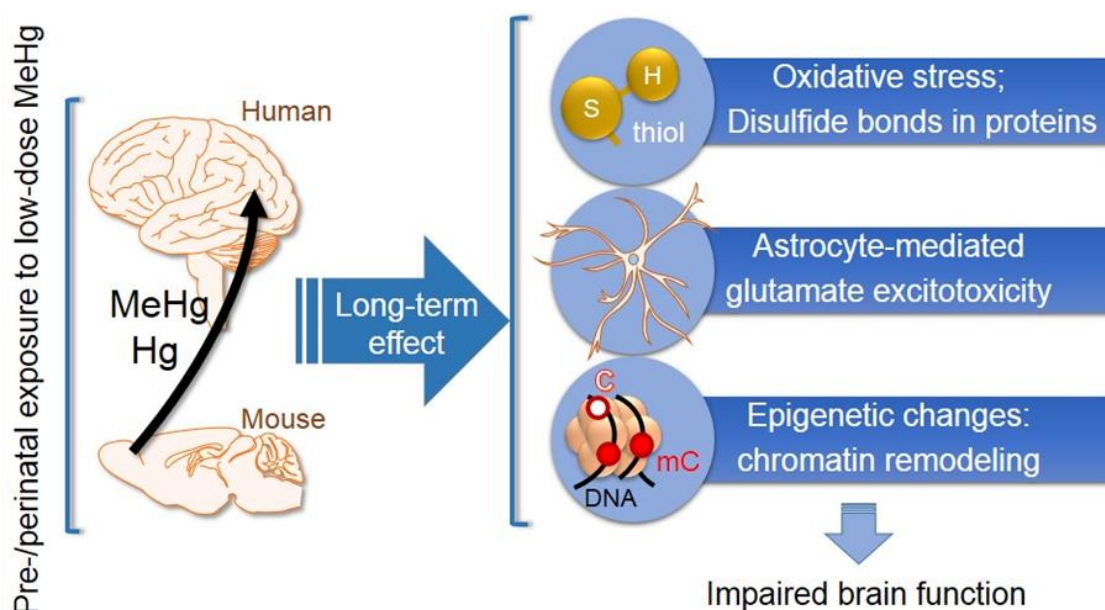 Pre-/perinatal exposure to low-dose MeHg
Human
MeHg
Hg
Mouse
Long-term
effect
S
H
thiol
Oxidative stress;
Disulfide bonds in proteins
Astrocyte-mediated
glutamate excitotoxicity
C
mC
DNA
Epigenetic changes:
chromatin remodeling
Impaired brain function